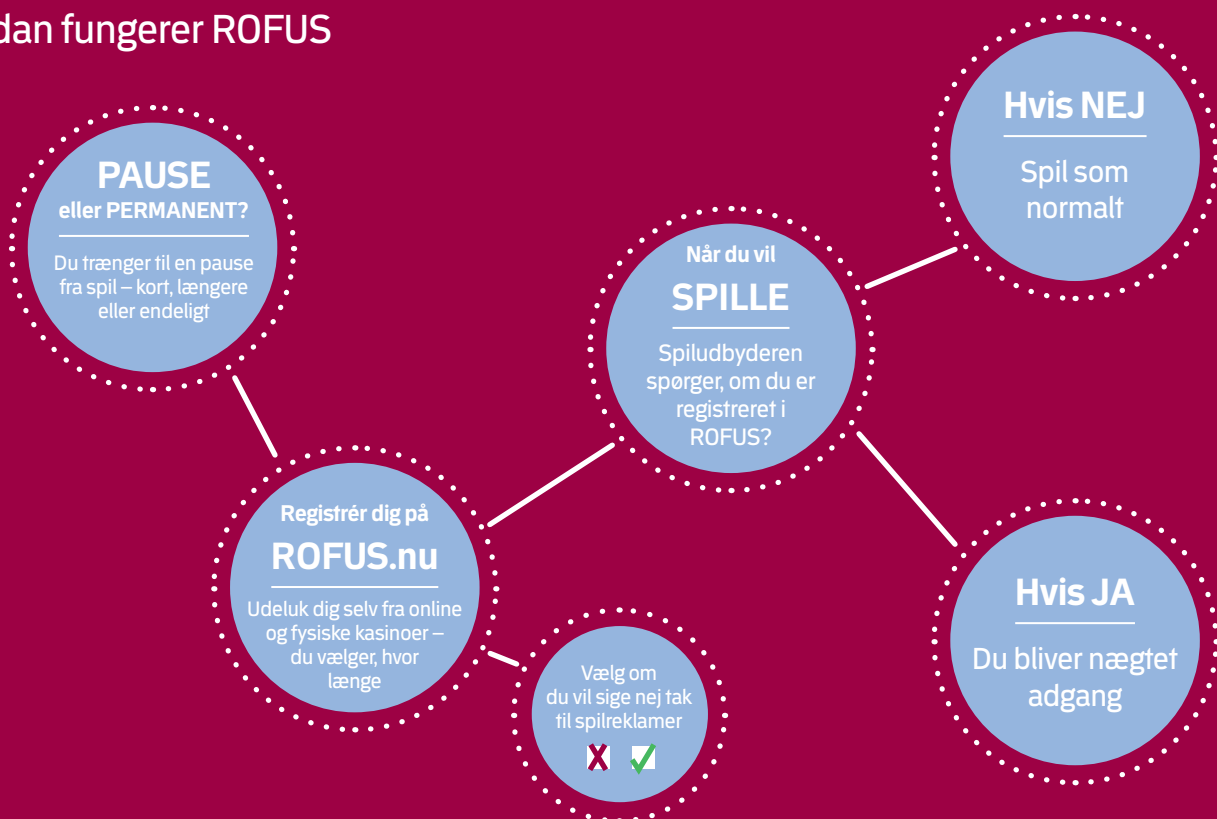 dan fungerer ROFUS
PAUSE
eller PERMANENT?
Du trænger til en pause
fra spil – kort, længere
eller endeligt
Registrér dig på
ROFUS.nu
Udeluk dig selv fra online
og fysiske kasinoer –
du vælger, hvor
længe
Vælg om
du vil sige nej tak
til spilreklamer
Når du vil
SPILLE
Spiludbyderen
spørger, om du er
registreret i
ROFUS?
Hvis NEJ
Spil som
normalt
Hvis JA
Du bliver nægtet
adgang